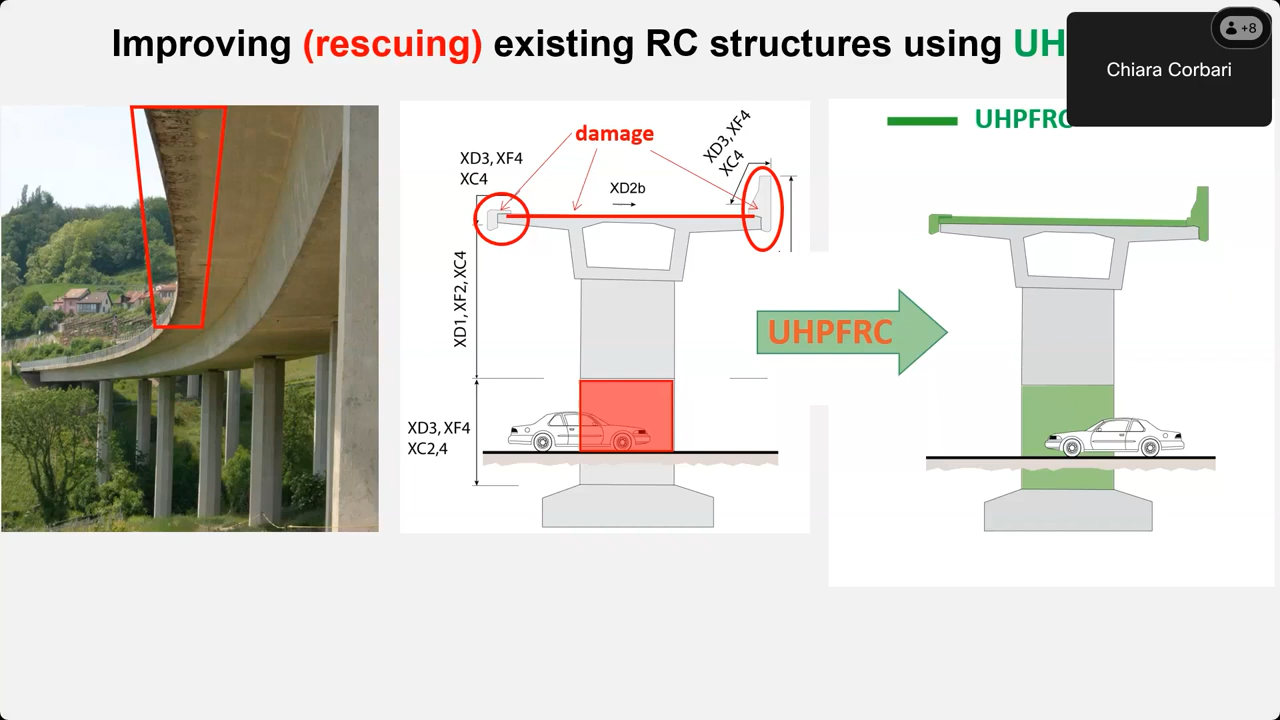 Improving (rescuing) existing RC structures using UH
+8
Chiara Corbari
damage
XD3, XF4
XC4
XD3, XF4
XC4
XD2b
XD1, XF2, XC4
XD3, XF4
XC2,4
UHPFRC
UHPFRC